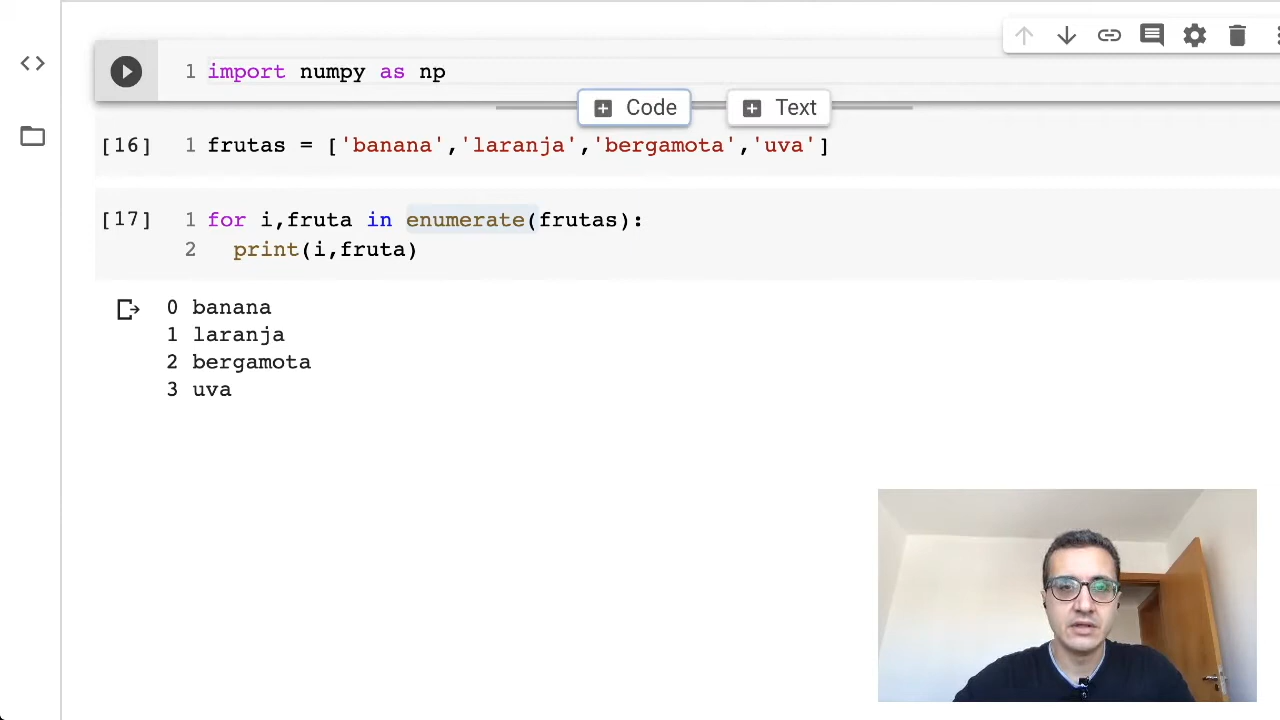 1 import numpy as np
Code Text
[16] 1 frutas = ['banana','laranja','bergamota','uva']
[17] 1 for i,fruta in enumerate(frutas):
2 print(i,fruta)
0 banana
1 laranja
2 bergamota
3 uva